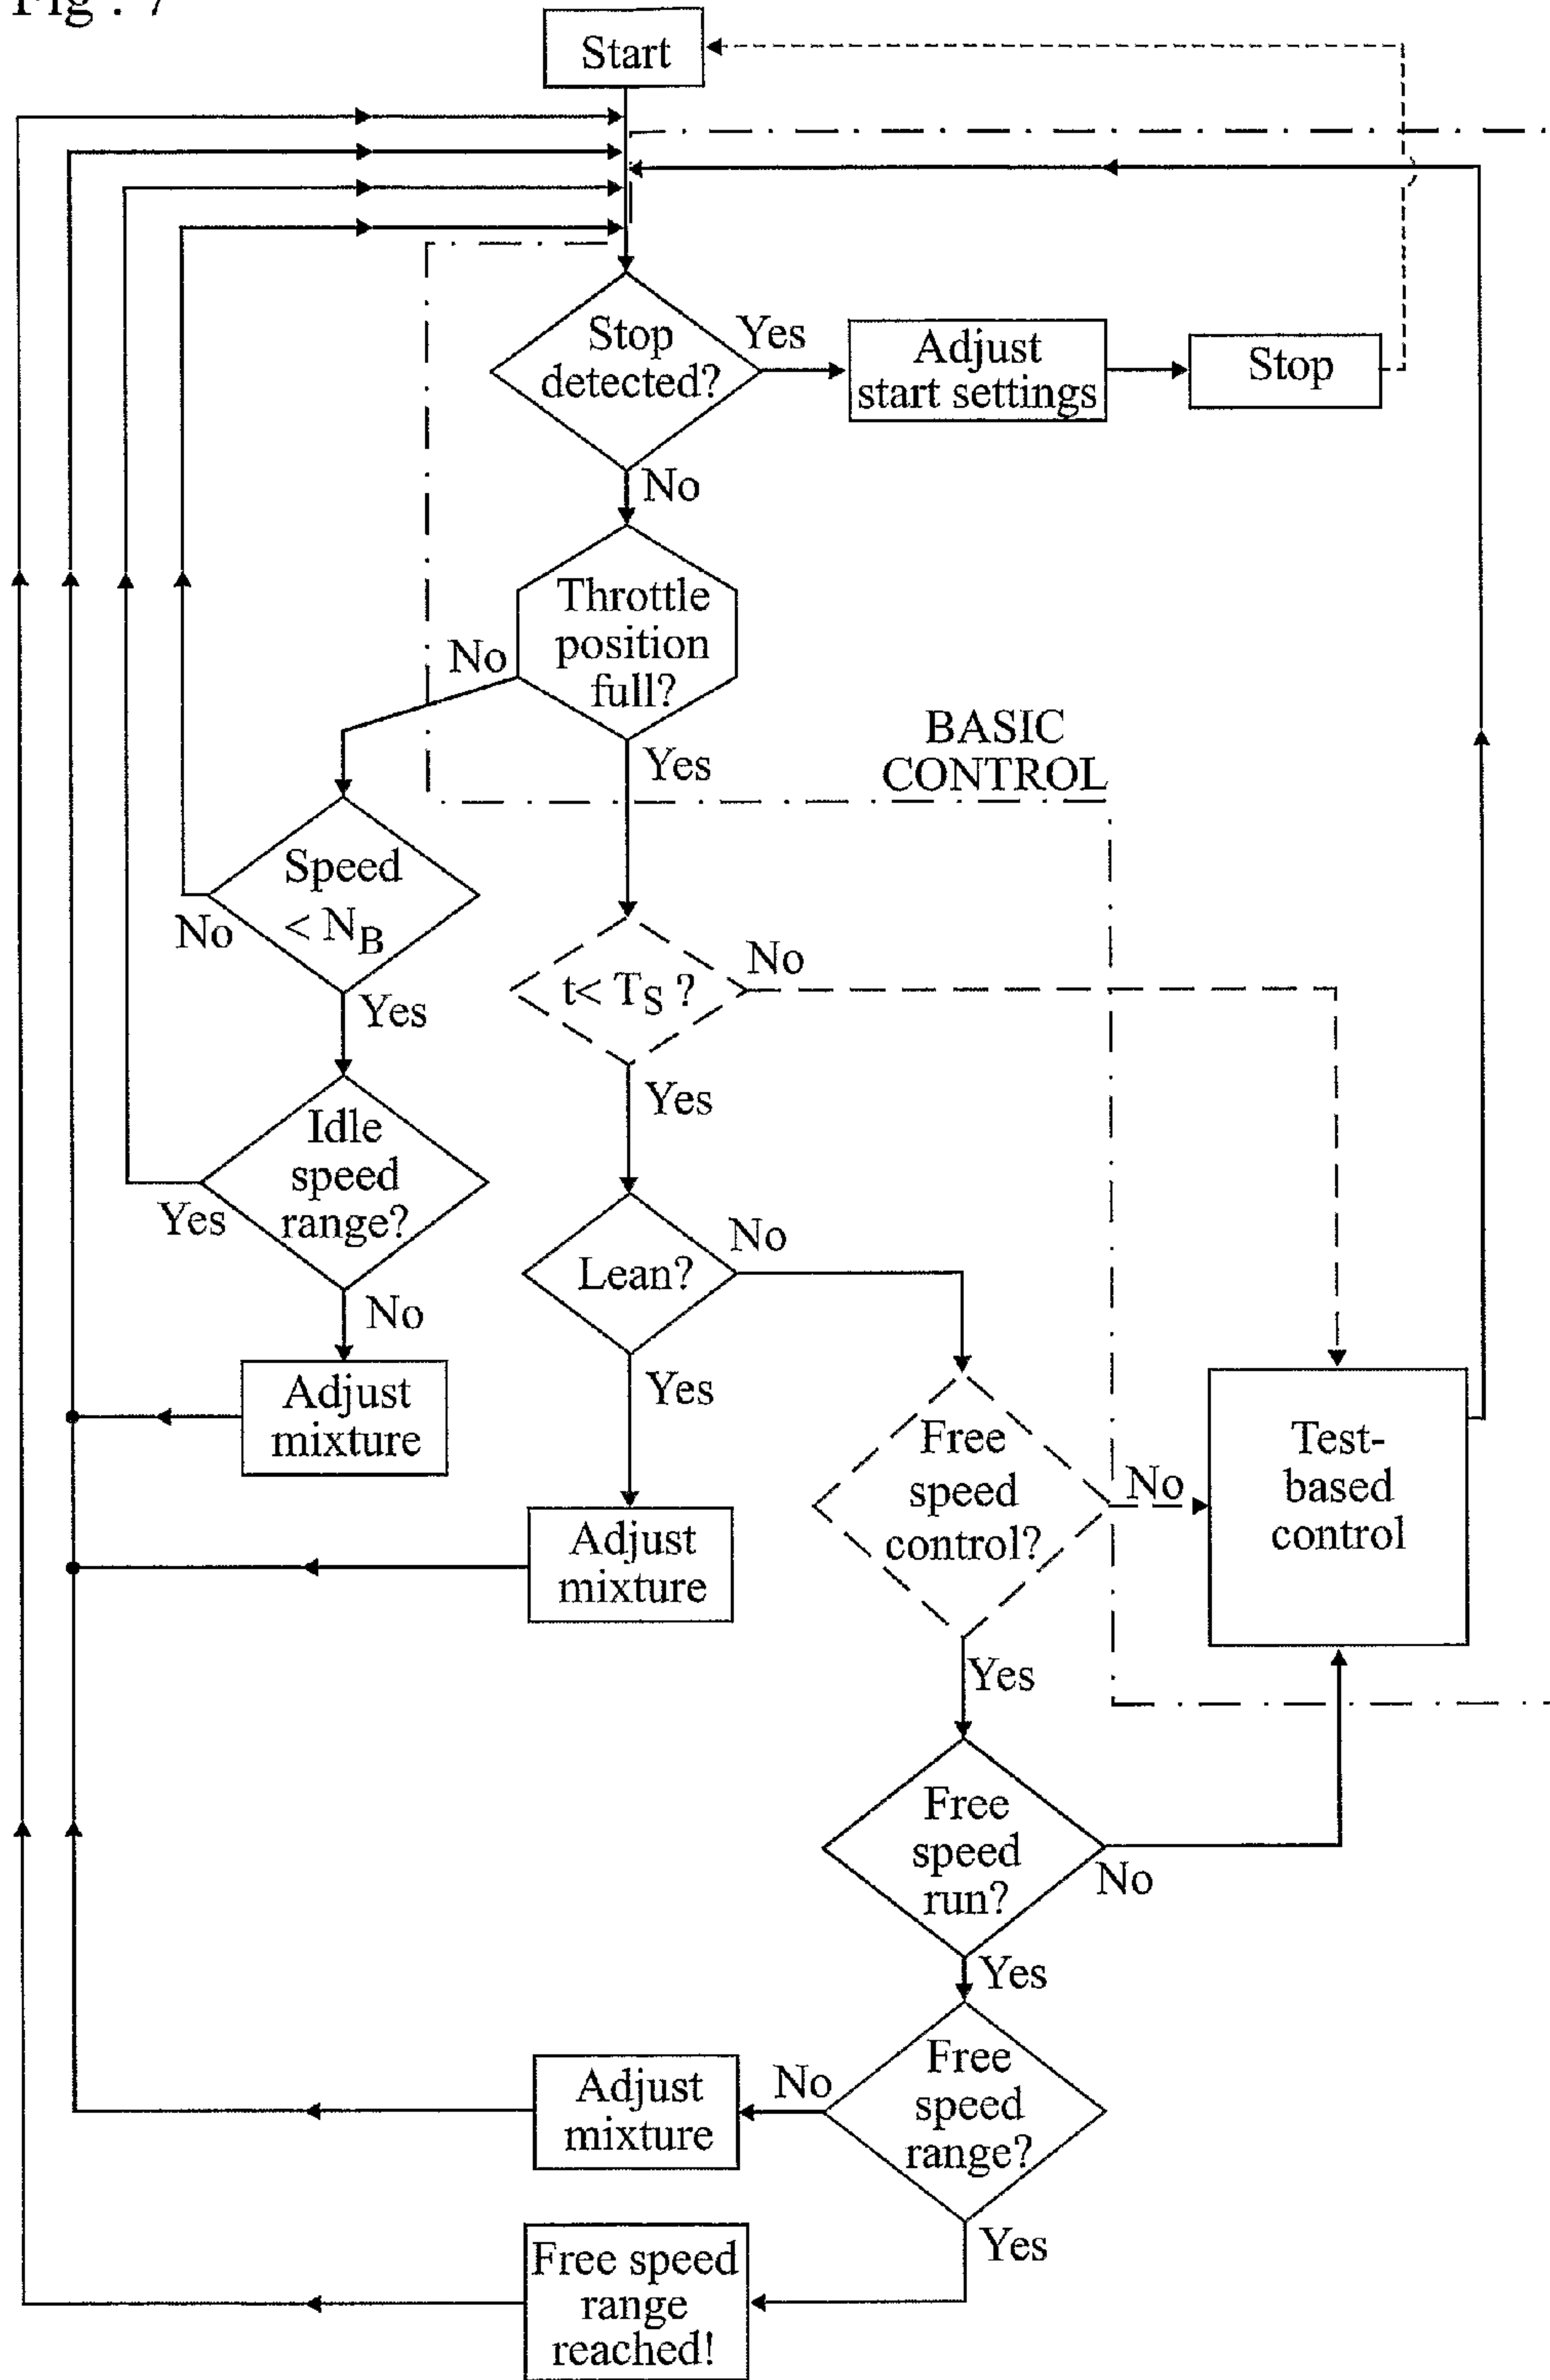 Fig . 7
Start
Stop
detected?
Yes
Adjust
start settings
Stop
No
Throttle
position
full?
No
Yes
BASIC
CONTROL
Speed
< NB
No
Yes
t< TS ?
No
Yes
Idle
speed
range?
Yes
No
Lean?
No
Yes
Adjust
mixture
Free
speed
control?
No
Yes
Test-
based
control
Adjust
mixture
Free
speed
run?
No
Yes
Free
speed
range?
No
Yes
Adjust
mixture
Free speed
range
reached!